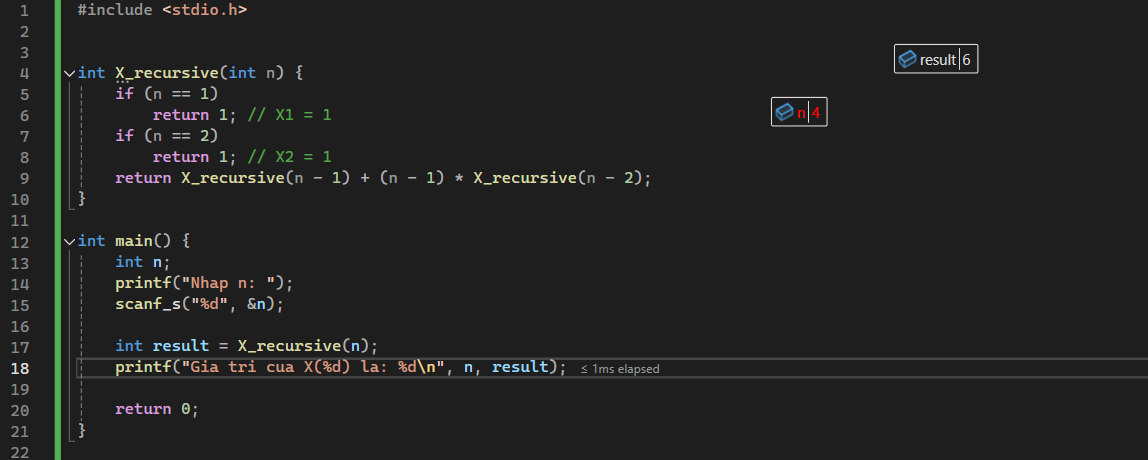 1 #include <stdio.h>
2
3
4 int X_recursive(int n) {
result 6
5 if (n == 1)
6 return 1; // X1 = 1
n 4
7 if (n == 2)
8 return 1; // X2 = 1
9 return X_recursive(n - 1) + (n - 1) * X_recursive(n - 2);
10 }
11
12 int main() {
13 int n;
14 printf("Nhap n: ");
15 scanf_s("%d", &n);
16
17 int result = X_recursive(n);
18 printf("Gia tri cua X(%d) la: %d\n", n, result); ≤ 1ms elapsed
19
20 return 0;
21 }
22